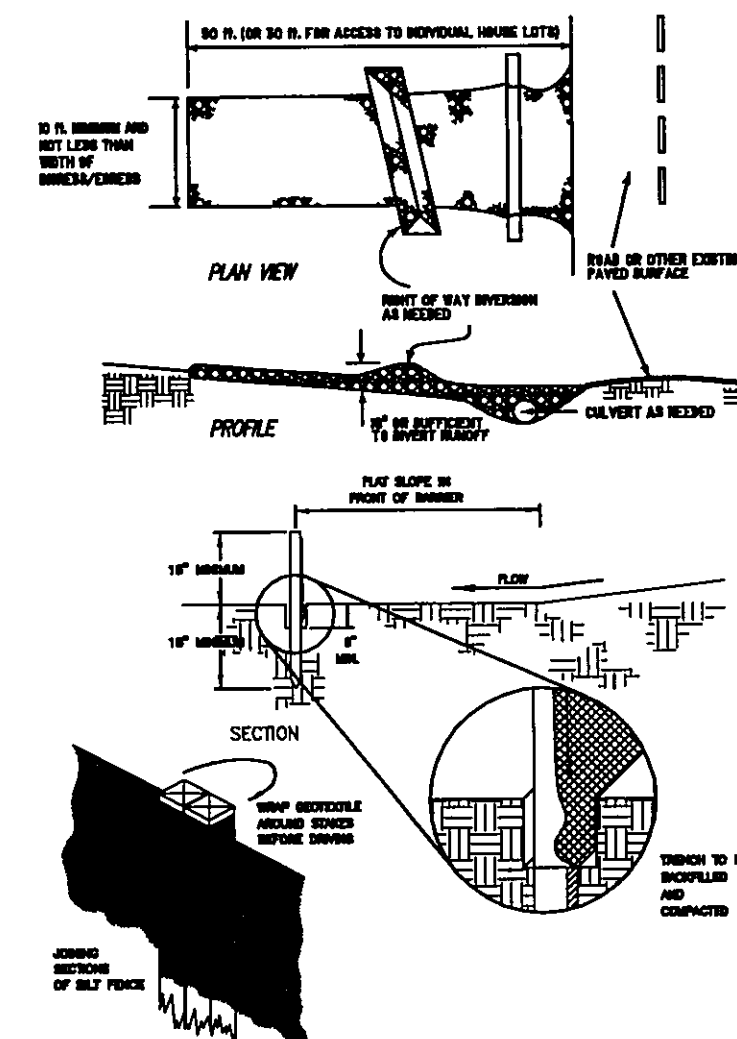 50 ft. (OR 30 ft. FOR ACCESS TO INDIVIDUAL HOUSE LOTS)
10 ft. MINIMUM AND
NOT LESS THAN
WIDTH OF
INGRESS/EGRESS
PLAN VIEW
ROAD OR OTHER EXISTIN
PAVED SURFACE
RIGHT OF WAY DIVERSION
AS NEEDED
PROFILE
18" OR SUFFICIENT
TO DIVERT RUNOFF
CULVERT AS NEEDED
FLAT SLOPE IN
FRONT OF BARRIER
MINIMUM
FLOW
MINIMUM
MIN.
SECTION
WRAP GEOTEXTILE
AROUND STAKES
BEFORE DRIVING
TRENCH TO
BACKFILLED
AND
COMPACTED
JOINING
SECTIONS
OF SILT FENCE